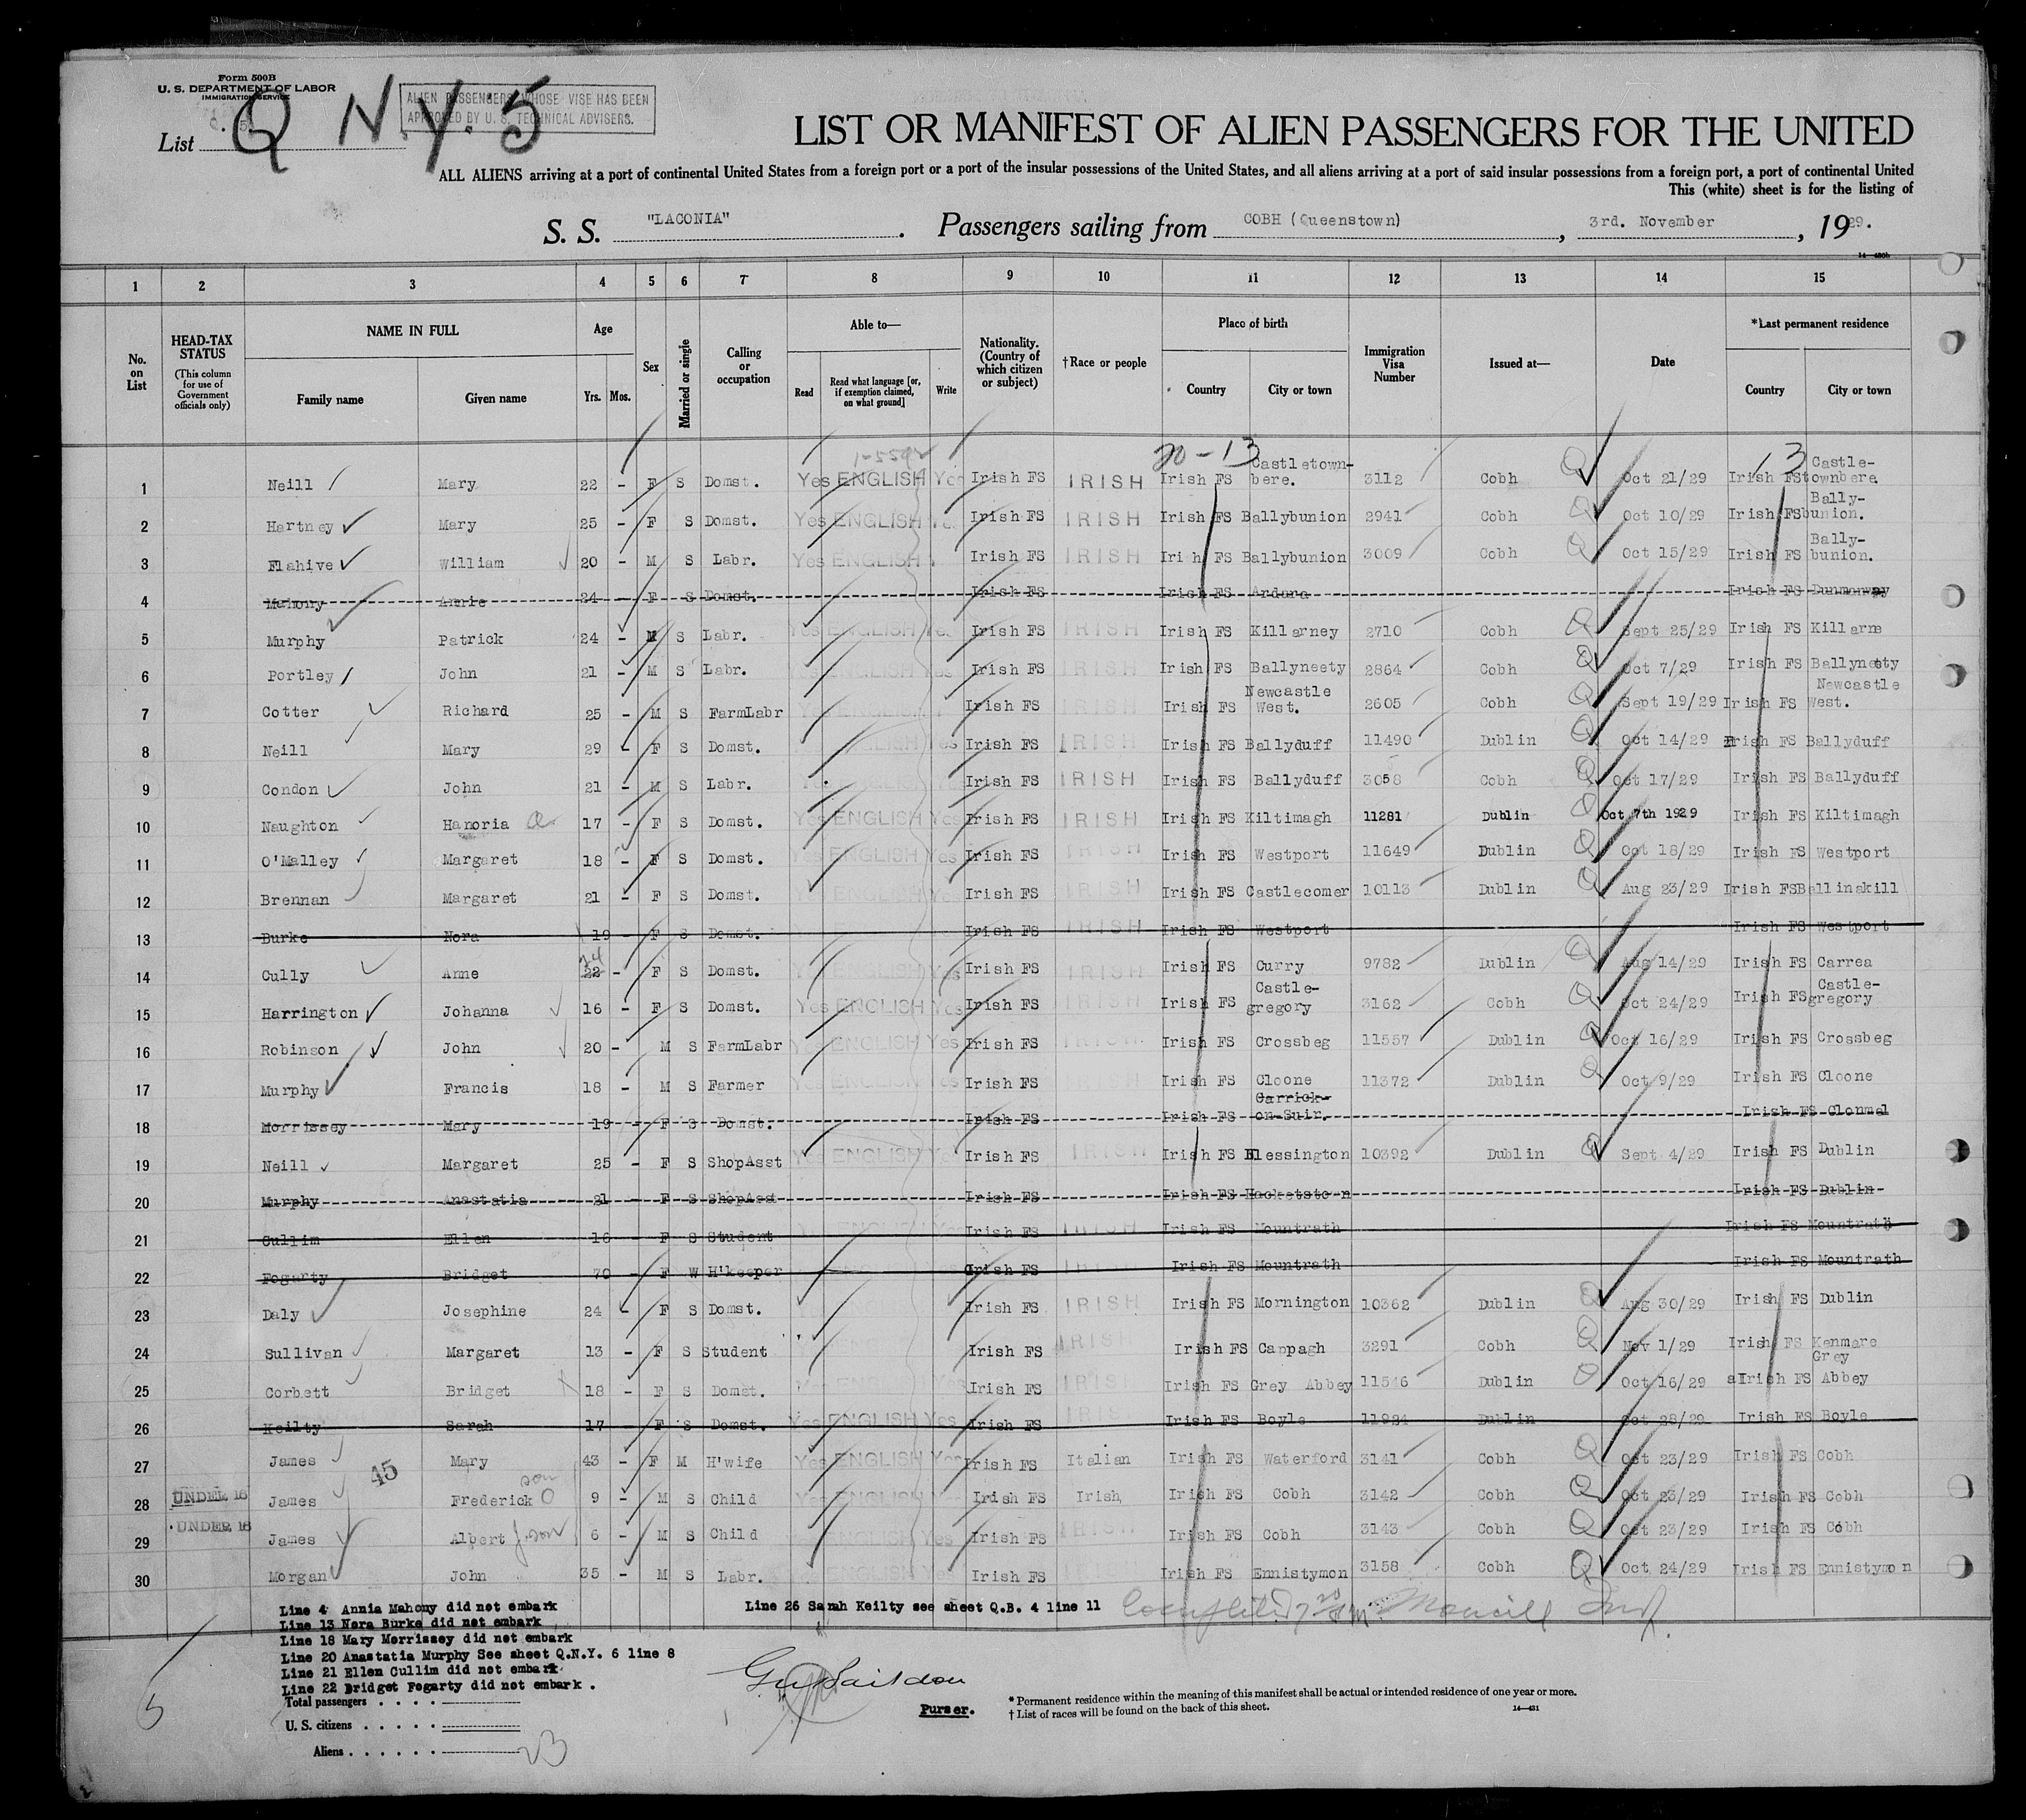 Form 500B
U. S. DEPARTMENT OF LABOR
IMMIGRATION SERVICE
ALIEN PASSENGERS WHOSE VISE HAS BEEN
APPROVED BY U. S. TECHNICAL ADVISERS.
List Q N.Y. 5
LIST OR MANIFEST OF ALIEN PASSENGERS FOR THE UNITED
ALL ALIENS arriving at a port of continental United States from a foreign port or a port of the insular possessions of the United States, and all aliens arriving at a port of said insular possessions from a foreign port, a port of continental United
This (white) sheet is for the listing of
S. S. "LACONIA" . Passengers sailing from COBH (Queenstown) , 3rd. November , 1929.
1 2 3 4 5 6 7 8 9 10 11 12 13 14 15
No. on List
HEAD-TAX STATUS
(This column for use of Government officials only)
NAME IN FULL
Family name Given name
Age
Yrs. Mos.
Sex
Married or single
Calling or occupation
Able to—
Read Read what language [or, if exemption claimed, on what ground] Write
Nationality. (Country of which citizen or subject)
†Race or people
Place of birth
Country City or town
Immigration Visa Number
Issued at—
Date
*Last permanent residence
Country City or town
20-13 13
1 Neill Mary 22 - F S Domst. Yes ENGLISH Yes Irish FS IRISH Irish FS Castletown-bere. 3112 Cobh Oct 21/29 Irish FS Castle-townbere.
2 Hartney Mary 25 - F S Domst. Yes ENGLISH Yes Irish FS IRISH Irish FS Ballybunion 2941 Cobh Oct 10/29 Irish FS Bally-bunion.
3 Flahive William 20 - M S Labr. Yes ENGLISH Irish FS IRISH Iri h FS Ballybunion 3009 Cobh Oct 15/29 Irish FS Bally-bunion.
4 Mahony Annie 24 - F S Domst. Irish FS Irish FS Ardara Irish FS Dunmanway
5 Murphy Patrick 24 - M S Labr. Yes ENGLISH Yes Irish FS IRISH Irish FS Killarney 2710 Cobh Sept 25/29 Irish FS Killarne
6 Portley John 21 - M S Labr. Yes ENGLISH Yes Irish FS IRISH Irish FS Ballyneety 2864 Cobh Oct 7/29 Irish FS Ballyneety
7 Cotter Richard 25 - M S FarmLabr ENGLISH Irish FS IRISH Irish FS Newcastle West. 2605 Cobh Sept 19/29 Irish FS Newcastle West.
8 Neill Mary 29 - F S Domst. ENGLISH Yes Irish FS IRISH Irish FS Ballyduff 11490 Dublin Oct 14/29 Irish FS Ballyduff
9 Condon John 21 - M S Labr. ENGLISH Irish FS IRISH Irish FS Ballyduff 3058 Cobh Oct 17/29 Irish FS Ballyduff
10 Naughton Hanoria 17 - F S Domst. Yes ENGLISH Yes Irish FS IRISH Irish FS Kiltimagh 11281 Dublin Oct 7th 1929 Irish FS Kiltimagh
11 O'Malley Margaret 18 - F S Domst. Yes ENGLISH Yes Irish FS IRISH Irish FS Westport 11649 Dublin Oct 18/29 Irish FS Westport
12 Brennan Margaret 21 - F S Domst. Yes ENGLISH Yes Irish FS IRISH Irish FS Castlecomer 10113 Dublin Aug 23/29 Irish FS Ballinakill
13 Burke Nora 19 - F S Domst. Irish FS IRISH Irish FS Westport Irish FS Westport
14 Cully Anne 22 24 - F S Domst. Yes Irish FS IRISH Irish FS Curry 9782 Dublin Aug 14/29 Irish FS Carrea
15 Harrington Johanna 16 - F S Domst. Yes ENGLISH Yes Irish FS IRISH Irish FS Castle-gregory 3162 Cobh Oct 24/29 Irish FS Castle-gregory
16 Robinson John 20 - M S FarmLabr ENGLISH Yes Irish FS IRISH Irish FS Crossbeg 11557 Dublin Oct 16/29 Irish FS Crossbeg
17 Murphy Francis 18 - M S Farmer Yes ENGLISH Yes Irish FS IRISH Irish FS Cloone 11372 Dublin Oct 9/29 Irish FS Cloone
18 Morrissey Mary 19 - F S Domst. Irish FS Irish FS Carrick-on-Suir. Irish FS Clonmel
19 Neill Margaret 25 - F S ShopAsst Yes ENGLISH Yes Irish FS IRISH Irish FS Blessington 10392 Dublin Sept 4/29 Irish FS Dublin
20 Murphy Anastatia 21 - F S ShopAsst Irish FS Irish FS Hacketstown Irish FS Dublin
21 Cullim Ellen 16 - F S Student Irish FS IRISH Irish FS Mountrath Irish FS Mountrath
22 Fogarty Bridget 70 - F W H'keeper Irish FS Irish FS Mountrath Irish FS Mountrath
23 Daly Josephine 24 - F S Domst. Irish FS IRISH Irish FS Mornington 10362 Dublin Aug 30/29 Irish FS Dublin
24 Sullivan Margaret 13 - F S Student Irish FS IRISH Irish FS Cappagh 3291 Cobh Nov 1/29 Irish FS Kenmare
25 Corbett Bridget 18 - F S Domst. Irish FS IRISH Irish FS Grey Abbey 11546 Dublin Oct 16/29 Irish FS Grey Abbey
26 Keilty Sarah 17 - F S Domst. Yes ENGLISH Yes Irish FS IRIS Irish FS Boyle 11924 Dublin Oct 28/29 Irish FS Boyle
27 James Mary 43 - F M H'wife Yes ENGLISH Yes Irish FS Italian Irish FS Waterford 3141 Cobh Oct 23/29 Irish FS Cobh
45
28 UNDER 16 James Frederick son 9 - M S Child Yes ENGLISH Yes Irish FS Irish Irish FS Cobh 3142 Cobh Oct 23/29 Irish FS Cobh
29 UNDER 16 James Albert J. son 6 - M S Child ENGLISH Yes Irish FS IRISH Irish FS Cobh 3143 Cobh Oct 23/29 Irish FS Cobh
30 Morgan John 35 - M S Labr. Irish FS Irish FS Ennistymon 3158 Cobh Oct 24/29 Irish FS Ennistymon
Line 4 Annia Mahony did not embark
Line 26 Sarah Keilty see sheet Q.B. 4 line 11
Line 13 Nora Burke did not embark
Line 18 Mary Morrissey did not embark
Line 20 Anastatia Murphy See sheet Q.N.Y. 6 line 8
Line 21 Ellen Cullim did not embark
Line 22 Bridget Fogarty did not embark .
Total passengers . . . .
U. S. citizens . . . . .
Aliens . . . . . . 23
Purser.
* Permanent residence within the meaning of this manifest shall be actual or intended residence of one year or more.
† List of races will be found on the back of this sheet.
14—431